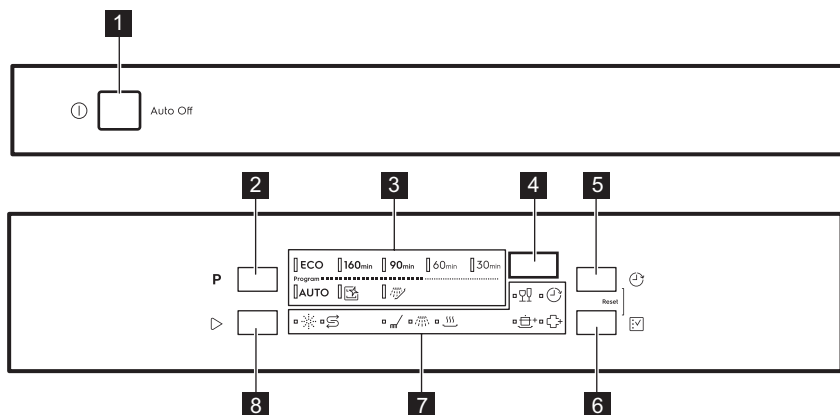 1
Auto Off
2 3 4 5
P
ECO 160min 90min 60min 30min
Program
AUTO
Reset
8 7 6